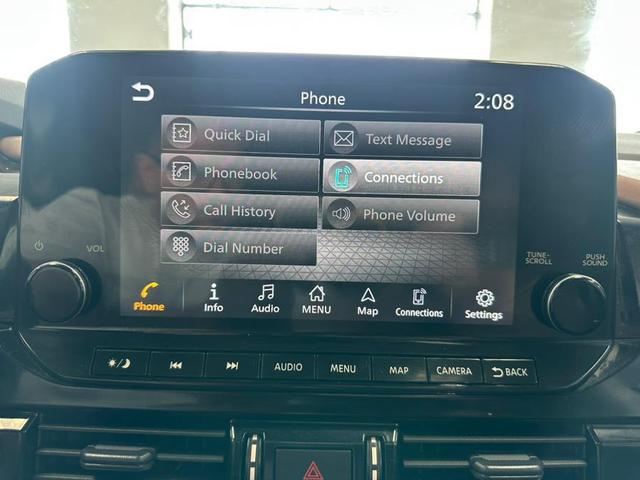 Phone
2:08
Quick Dial
Text Message
Phonebook
Connections
Call History
Phone Volume
Dial Number
VOL
TUNE-
SCROLL
PUSH
SOUND
Phone
Info
Audio
MENU
Map
Connections
Settings
AUDIO
MENU
MAP
CAMERA
BACK